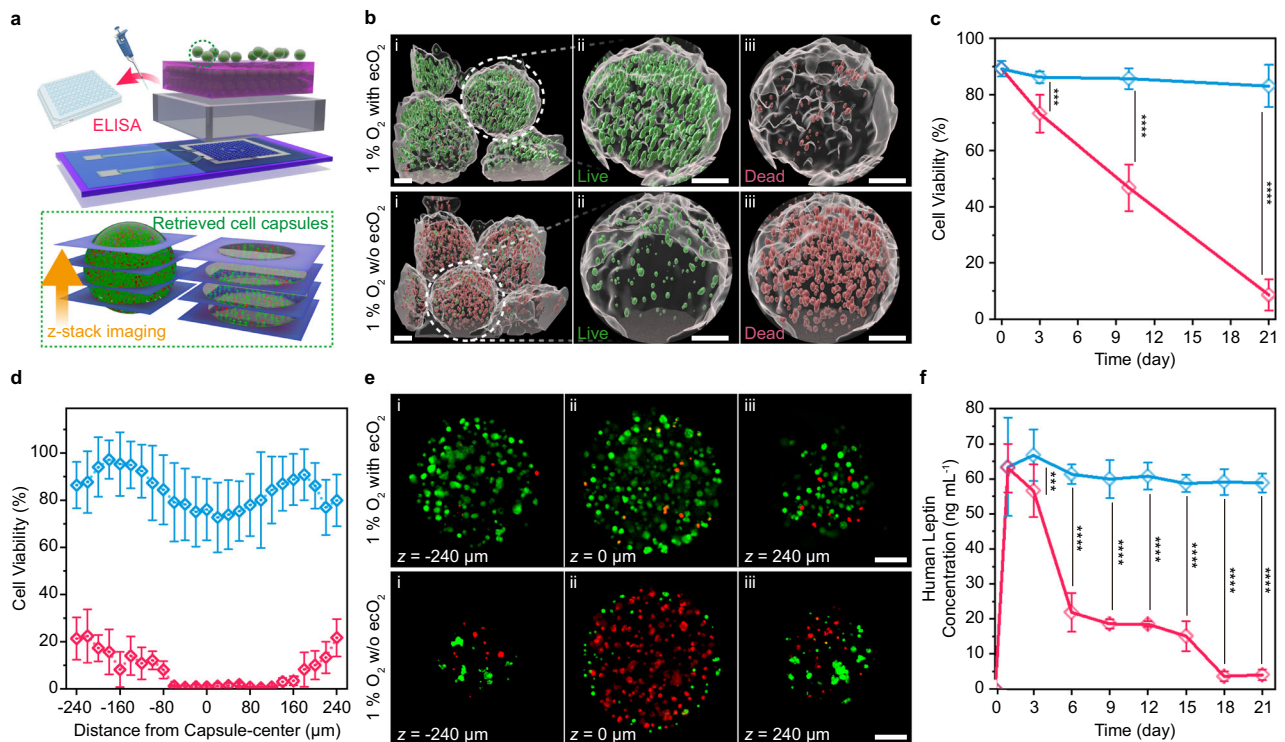 a
ELISA
Retrieved cell capsules
z-stack imaging
b
1 % O₂ with ecO₂
i
ii
iii
Live
Dead
1 % O₂ w/o ecO₂
i
ii
iii
Live
Dead
c
Cell Viability (%)
100
80
60
40
20
0
***
****
****
0 3 6 9 12 15 18 21
Time (day)
d
Cell Viability (%)
100
80
60
40
20
0
-240 -160 -80 0 80 160 240
Distance from Capsule-center (µm)
e
1 % O₂ with ecO₂
i
ii
iii
z = -240 µm
z = 0 µm
z = 240 µm
1 % O₂ w/o ecO₂
i
ii
iii
z = -240 µm
z = 0 µm
z = 240 µm
f
Human Leptin
Concentration (ng mL⁻¹)
80
70
60
50
40
30
20
10
0
***
****
****
****
****
****
****
0 3 6 9 12 15 18 21
Time (day)